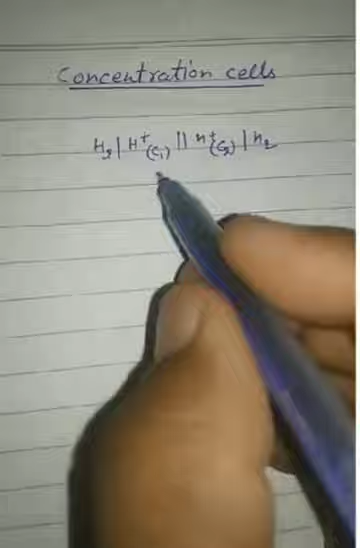 Concentration cells
H₂ | H⁺(C₁) || H⁺(C₂) | H₂